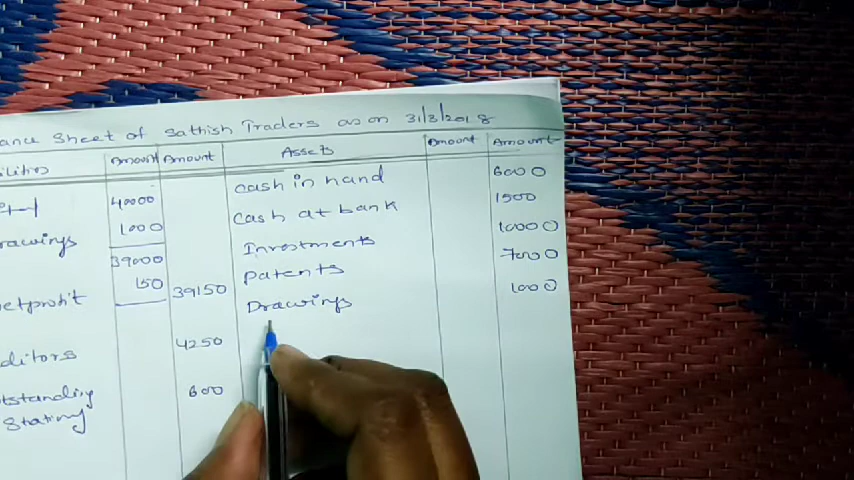 ance Sheet of Sathish Traders as on 31/3/2018
ilities Amount Amount Assets Amount Amount
40000 Cash in hand 6000
rawings 1000 Cash at bank 1500
39000 Investments 10000
etprofit 150 39150 Patents 7000
Drawings 1000
ditors 4250
tstanding 600